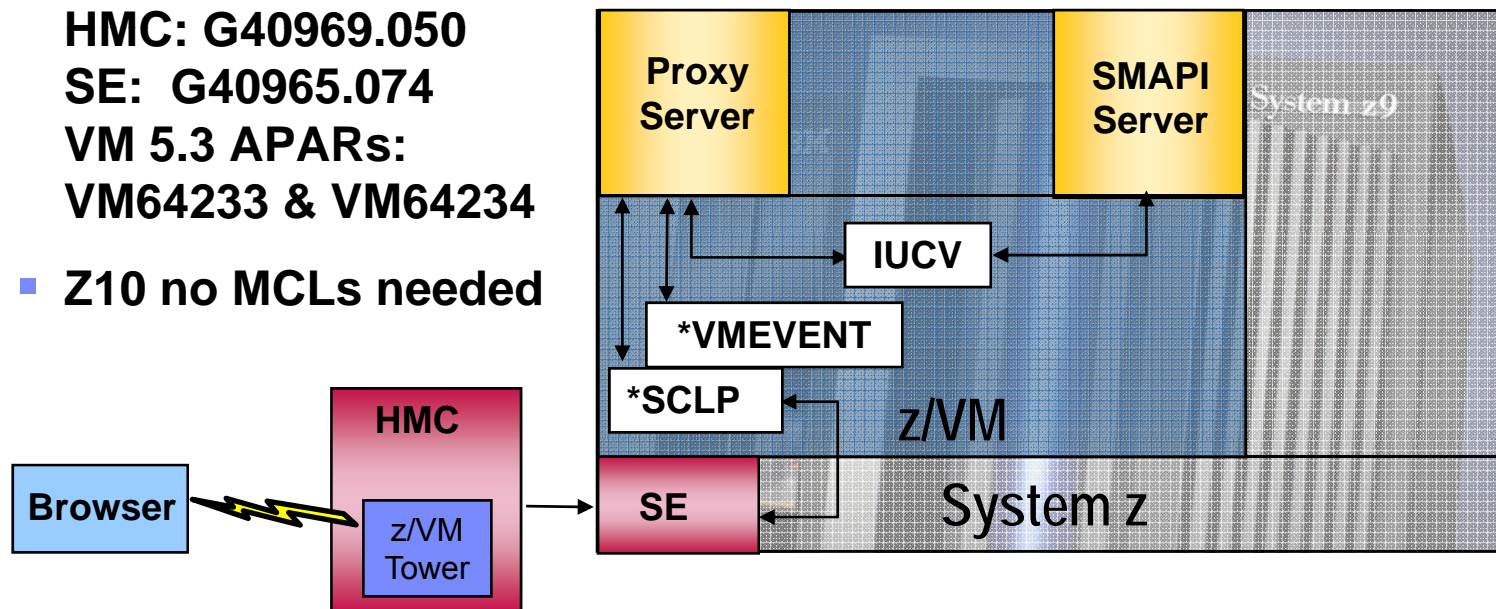 HMC: G40969.050
SE: G40965.074
VM 5.3 APARs:
VM64233 & VM64234
Z10 no MCLs needed
Proxy
Server
SMAPI
Server
System z9
IUCV
*VMEVENT
*SCLP
z/VM
HMC
Browser
z/VM
Tower
SE
System z